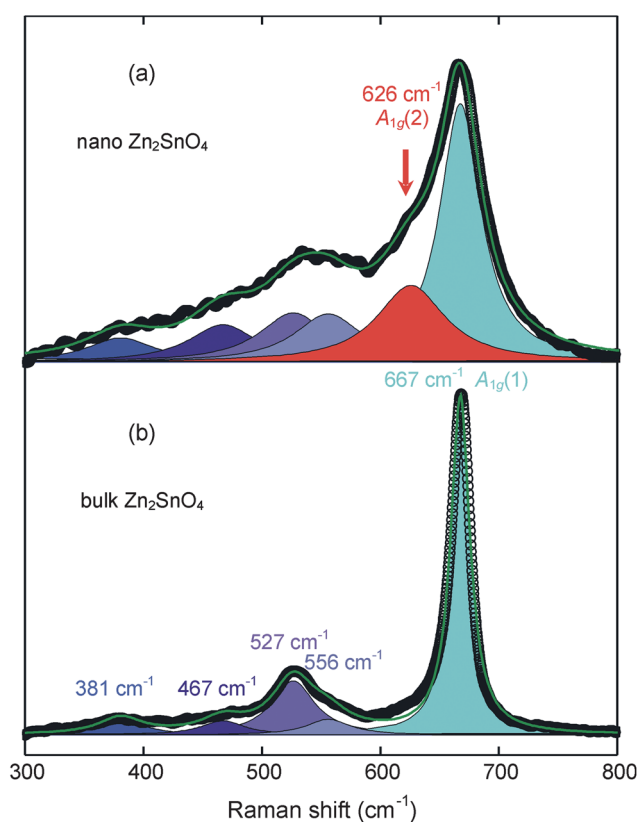 (a)
626 cm⁻¹
A₁g(2)
nano Zn₂SnO₄
667 cm⁻¹ A₁g(1)
(b)
bulk Zn₂SnO₄
527 cm⁻¹
556 cm⁻¹
381 cm⁻¹ 467 cm⁻¹
300 400 500 600 700 800
Raman shift (cm⁻¹)